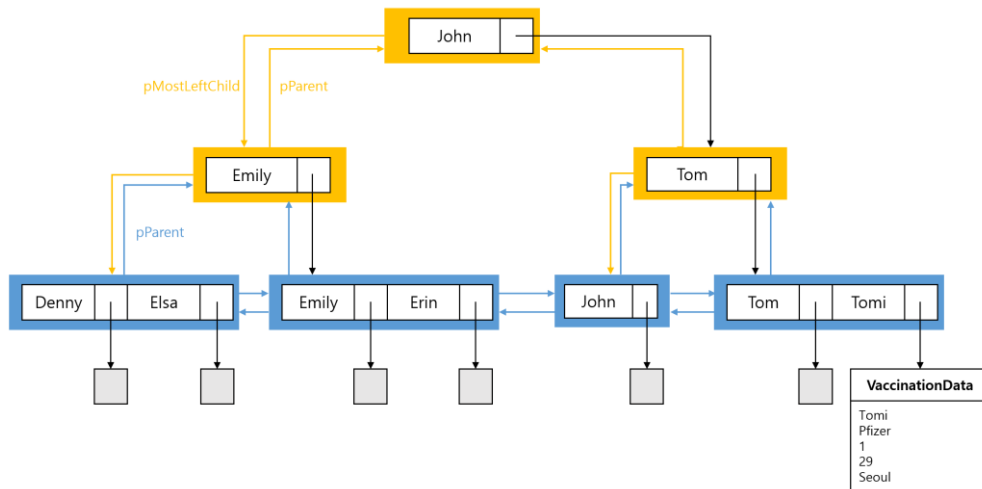 John
pMostLeftChild
pParent
Emily
Tom
pParent
Denny
Elsa
Emily
Erin
John
Tom
Tomi
VaccinationData
Tomi
Pfizer
1
29
Seoul